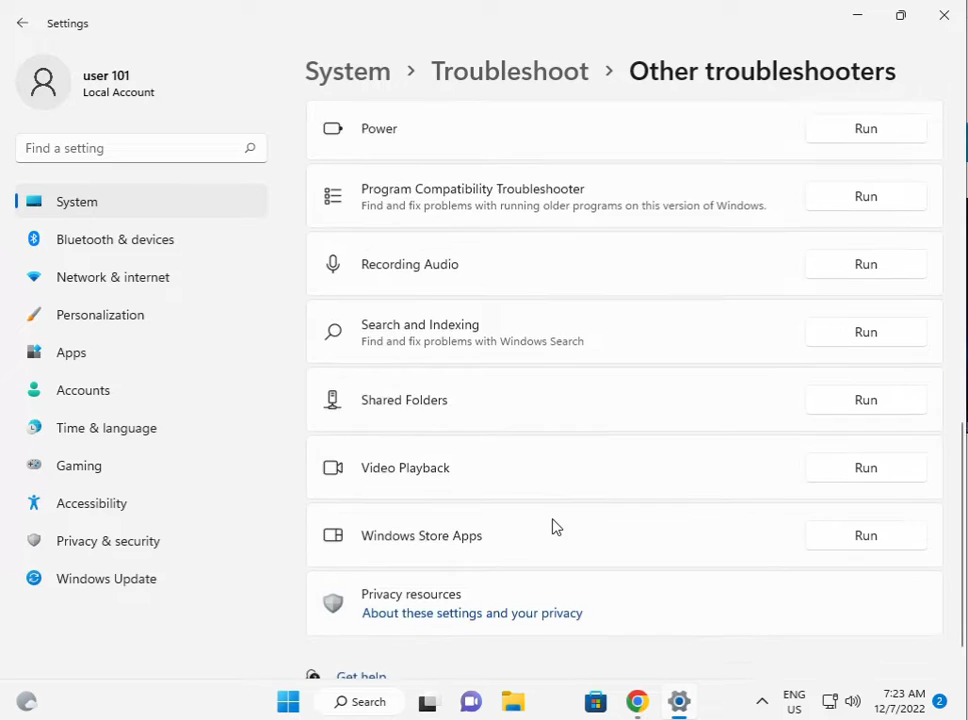 Settings
user 101
Local Account
Find a setting
System
Bluetooth & devices
Network & internet
Personalization
Apps
Accounts
Time & language
Gaming
Accessibility
Privacy & security
Windows Update
System › Troubleshoot › Other troubleshooters
Power Run
Program Compatibility Troubleshooter
Find and fix problems with running older programs on this version of Windows.
Run
Recording Audio Run
Search and Indexing
Find and fix problems with Windows Search
Run
Shared Folders Run
Video Playback Run
Windows Store Apps Run
Privacy resources
About these settings and your privacy
Get help
Search
ENG
US
7:23 AM
12/7/2022
2